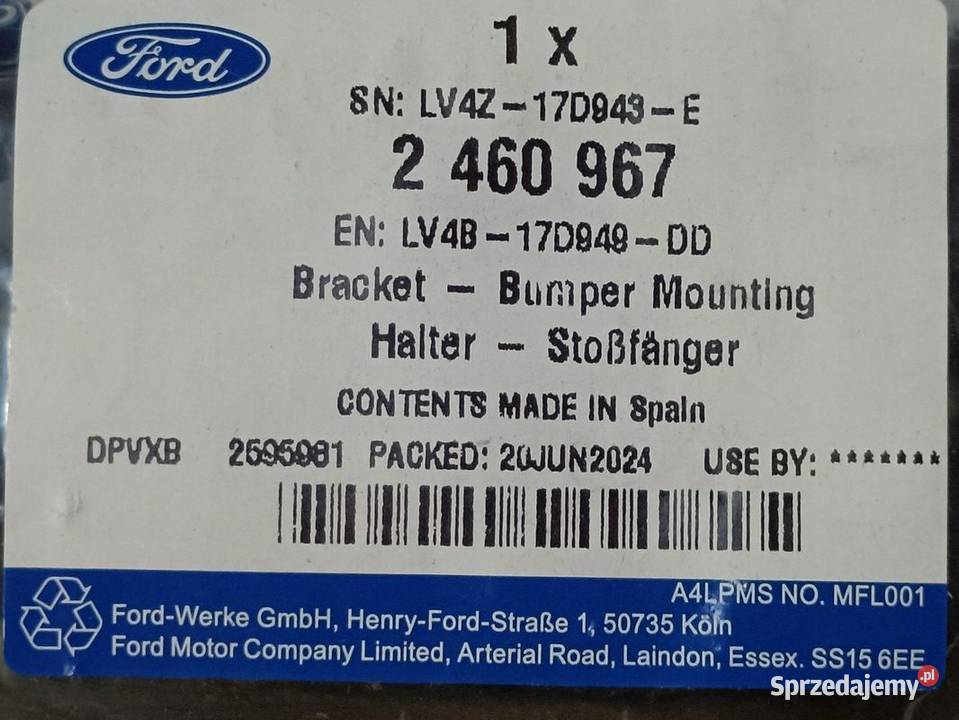 Ford
1 x
SN: LV4Z-17D943-E
2 460 967
EN: LV4B-17D949-DD
Bracket - Bumper Mounting
Halter - Stoßfänger
CONTENTS MADE IN Spain
DPVXB 2595981 PACKED: 20JUN2024 USE BY: *******
A4LPMS NO. MFL001
Ford-Werke GmbH, Henry-Ford-Straße 1, 50735 Köln
Ford Motor Company Limited, Arterial Road, Laindon, Essex. SS15 6EE
Sprzedajemy.pl